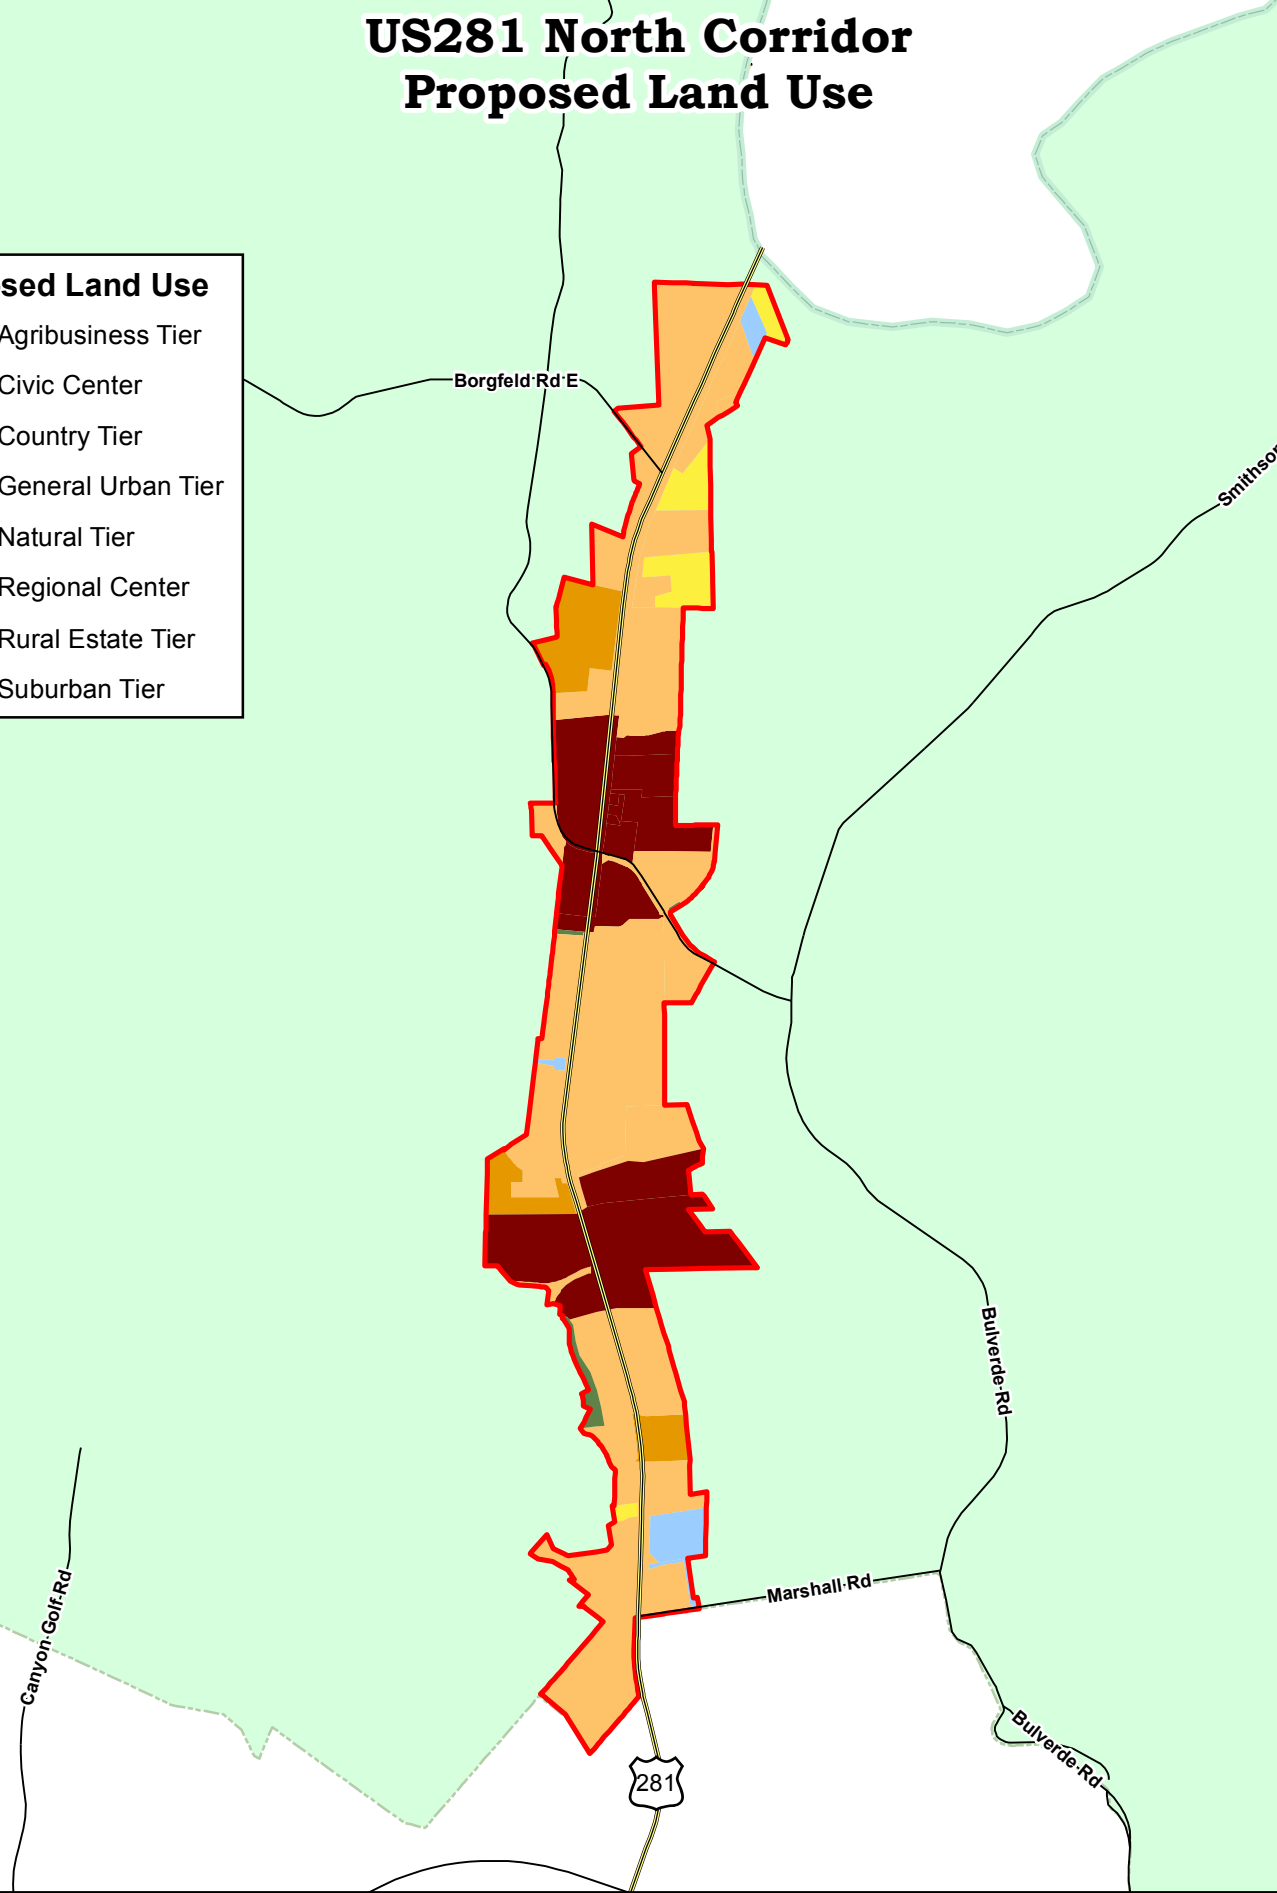 US281 North Corridor
Proposed Land Use
sed Land Use
Agribusiness Tier
Civic Center
Country Tier
General Urban Tier
Natural Tier
Regional Center
Rural Estate Tier
Suburban Tier
Borgfeld Rd E
Smithson
Bulverde Rd
Marshall Rd
Canyon Golf Rd
Bulverde Rd
281